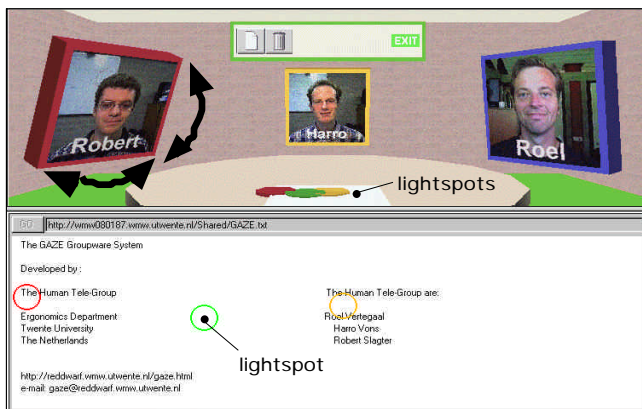 EXIT
Robert
Harro
Roel
lightspots
GO http://wmw080187.wmw.utwente.nl/Shared/GAZE.txt
The GAZE Groupware System
Developed by :
The Human Tele-Group The Human Tele-Group are:
Ergonomics Department Roel Vertegaal
Twente University Harro Vons
The Netherlands Robert Slagter
lightspot
http://reddwarf.wmw.utwente.nl/gaze.html
e-mail: gaze@reddwarf.wmw.utwente.nl